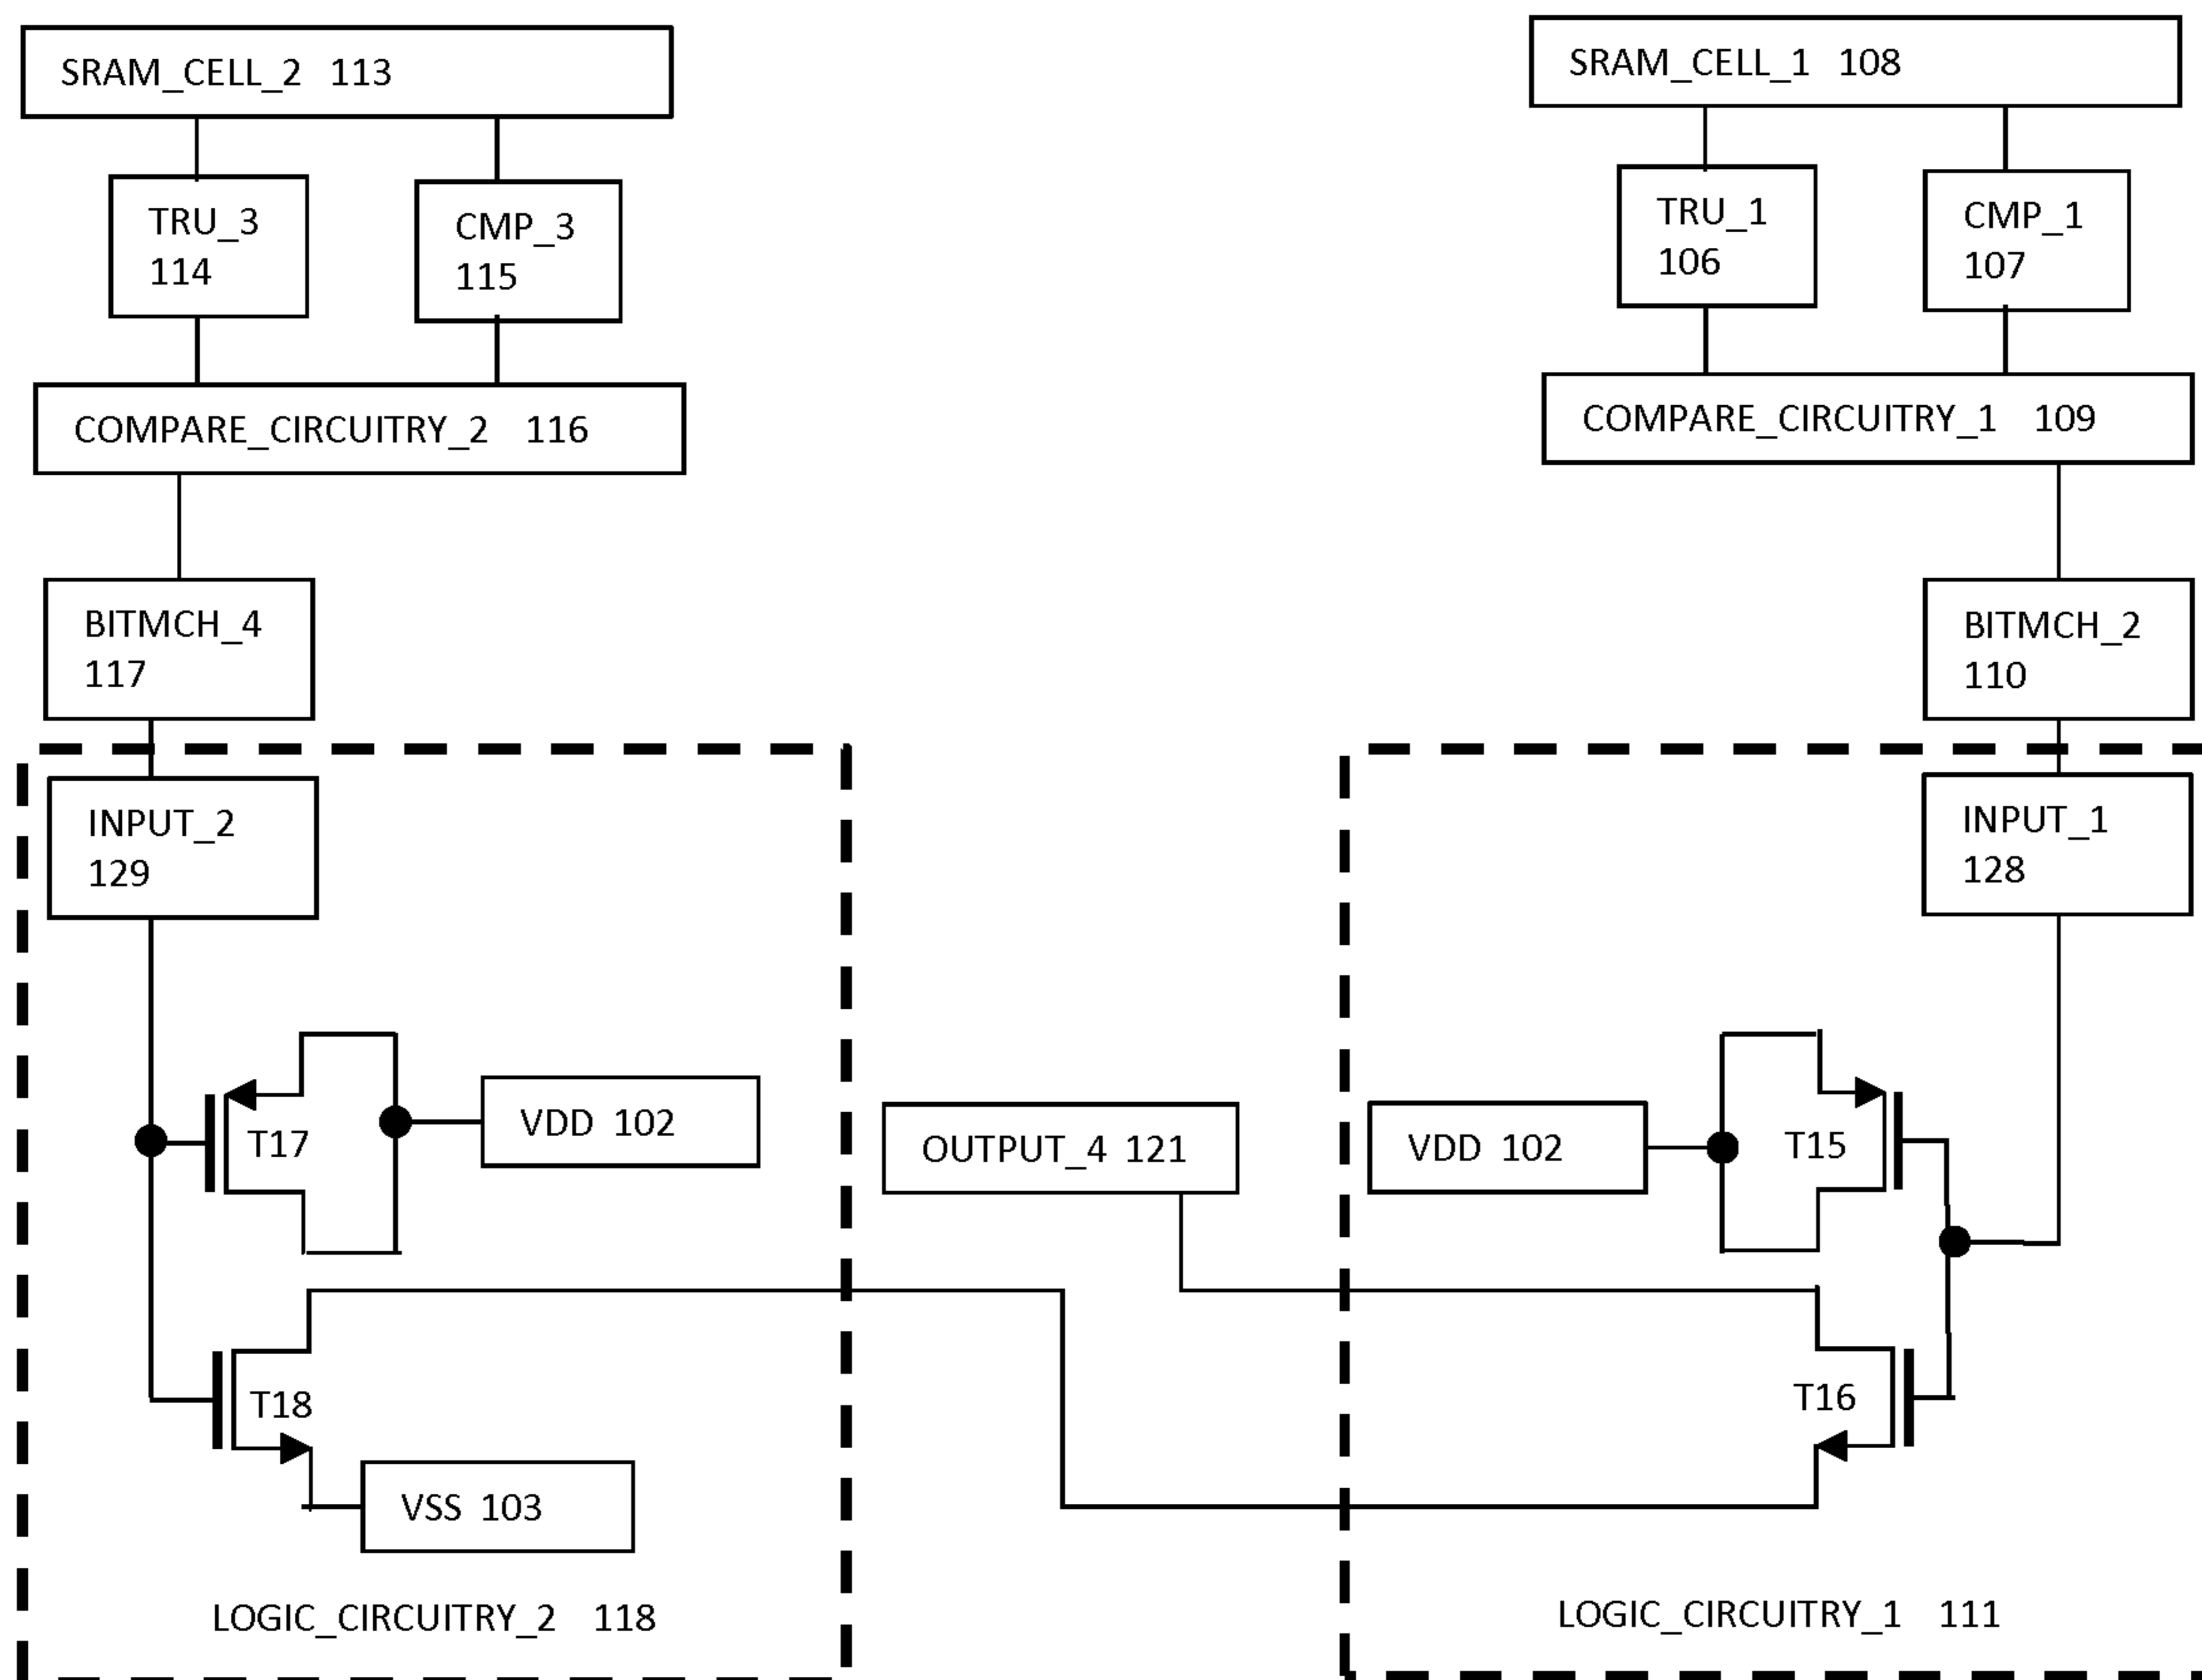 SRAM_CELL_2 113
SRAM_CELL_1 108
TRU_3
114
CMP_3
115
TRU_1
106
CMP_1
107
COMPARE_CIRCUITRY_2 116
COMPARE_CIRCUITRY_1 109
BITMCH_4
117
BITMCH_2
110
INPUT_2
129
INPUT_1
128
T17
VDD 102
OUTPUT_4 121
VDD 102
T15
T18
T16
VSS 103
LOGIC_CIRCUITRY_2 118
LOGIC_CIRCUITRY_1 111